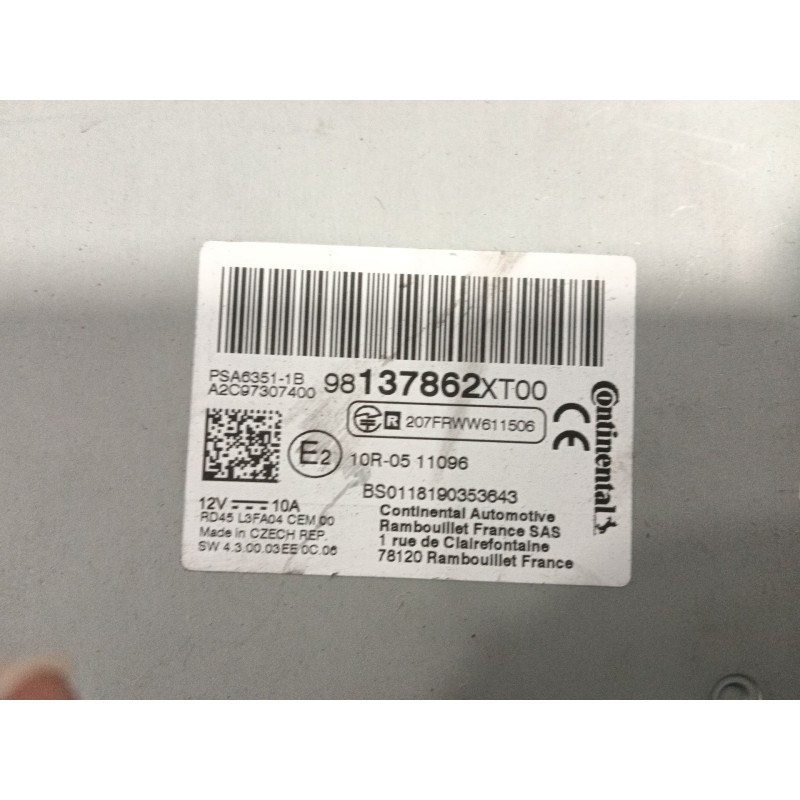 PSA6351-1B
A2C97307400
98137862XT00
R 207FRWW611506
CE
E2
10R-05 11096
BS0118190353643
12V 10A
RD45 L3FA04 CEM 00
Made in CZECH REP.
SW 4.3.00.03EE 0C.06
Continental Automotive
Rambouillet France SAS
1 rue de Clairefontaine
78120 Rambouillet France
Continental